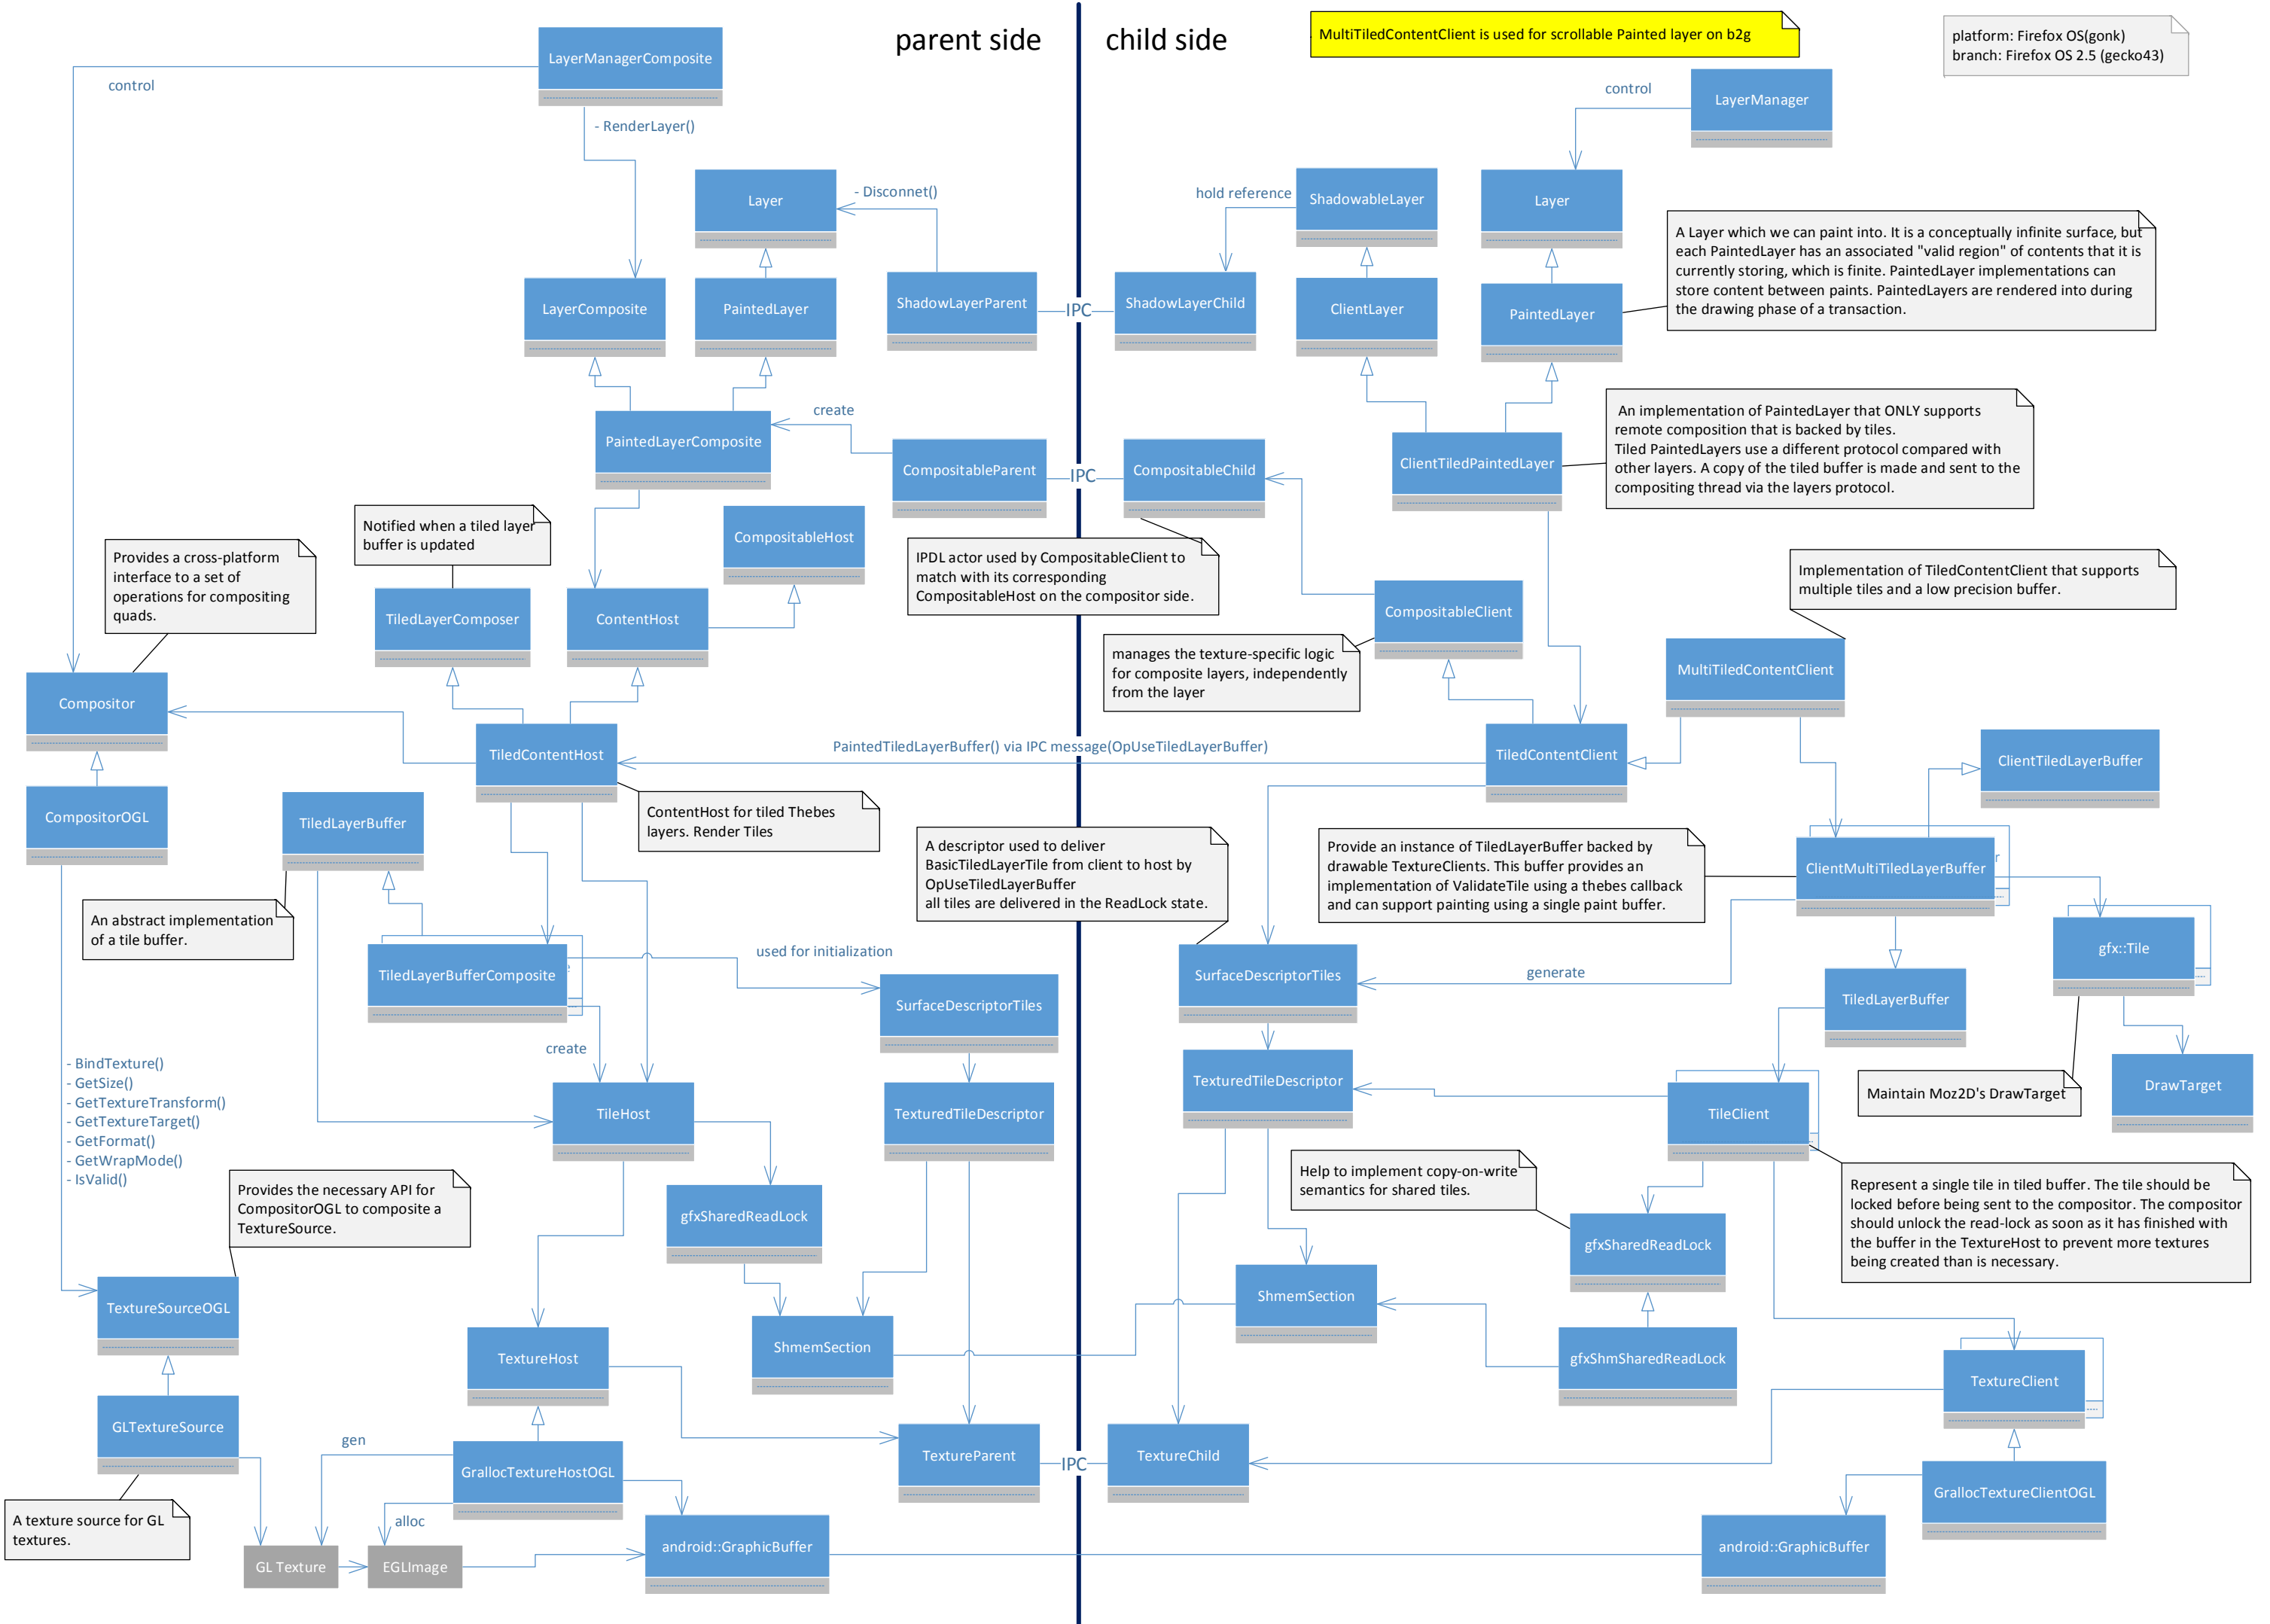 parent side
child side
MultiTiledContentClient is used for scrollable Painted layer on b2g
platform: Firefox OS(gonk)
branch: Firefox OS 2.5 (gecko43)
LayerManagerComposite
control
- RenderLayer()
Layer
- Disconnet()
LayerComposite
PaintedLayer
ShadowLayerParent
IPC
ShadowLayerChild
hold reference
ShadowableLayer
ClientLayer
control
LayerManager
Layer
PaintedLayer
A Layer which we can paint into. It is a conceptually infinite surface, but
each PaintedLayer has an associated "valid region" of contents that it is
currently storing, which is finite. PaintedLayer implementations can
store content between paints. PaintedLayers are rendered into during
the drawing phase of a transaction.
PaintedLayerComposite
create
CompositableParent
IPC
CompositableChild
ClientTiledPaintedLayer
An implementation of PaintedLayer that ONLY supports
remote composition that is backed by tiles.
Tiled PaintedLayers use a different protocol compared with
other layers. A copy of the tiled buffer is made and sent to the
compositing thread via the layers protocol.
Notified when a tiled layer
buffer is updated
CompositableHost
Provides a cross-platform
interface to a set of
operations for compositing
quads.
TiledLayerComposer
ContentHost
IPDL actor used by CompositableClient to
match with its corresponding
CompositableHost on the compositor side.
CompositableClient
Implementation of TiledContentClient that supports
multiple tiles and a low precision buffer.
manages the texture-specific logic
for composite layers, independently
from the layer
MultiTiledContentClient
Compositor
TiledContentHost
PaintedTiledLayerBuffer() via IPC message(OpUseTiledLayerBuffer)
TiledContentClient
ClientTiledLayerBuffer
CompositorOGL
TiledLayerBuffer
ContentHost for tiled Thebes
layers. Render Tiles
A descriptor used to deliver
BasicTiledLayerTile from client to host by
OpUseTiledLayerBuffer
all tiles are delivered in the ReadLock state.
Provide an instance of TiledLayerBuffer backed by
drawable TextureClients. This buffer provides an
implementation of ValidateTile using a thebes callback
and can support painting using a single paint buffer.
ClientMultiTiledLayerBuffer
r
An abstract implementation
of a tile buffer.
TiledLayerBufferComposite
e
used for initialization
SurfaceDescriptorTiles
SurfaceDescriptorTiles
generate
TiledLayerBuffer
gfx::Tile
create
- BindTexture()
- GetSize()
- GetTextureTransform()
- GetTextureTarget()
- GetFormat()
- GetWrapMode()
- IsValid()
TileHost
TexturedTileDescriptor
TexturedTileDescriptor
TileClient
Maintain Moz2D's DrawTarget
DrawTarget
Provides the necessary API for
CompositorOGL to composite a
TextureSource.
gfxSharedReadLock
Help to implement copy-on-write
semantics for shared tiles.
gfxSharedReadLock
Represent a single tile in tiled buffer. The tile should be
locked before being sent to the compositor. The compositor
should unlock the read-lock as soon as it has finished with
the buffer in the TextureHost to prevent more textures
being created than is necessary.
TextureSourceOGL
TextureHost
ShmemSection
ShmemSection
gfxShmSharedReadLock
TextureClient
GLTextureSource
gen
GrallocTextureHostOGL
TextureParent
IPC
TextureChild
GrallocTextureClientOGL
A texture source for GL
textures.
alloc
GL Texture
EGLImage
android::GraphicBuffer
android::GraphicBuffer